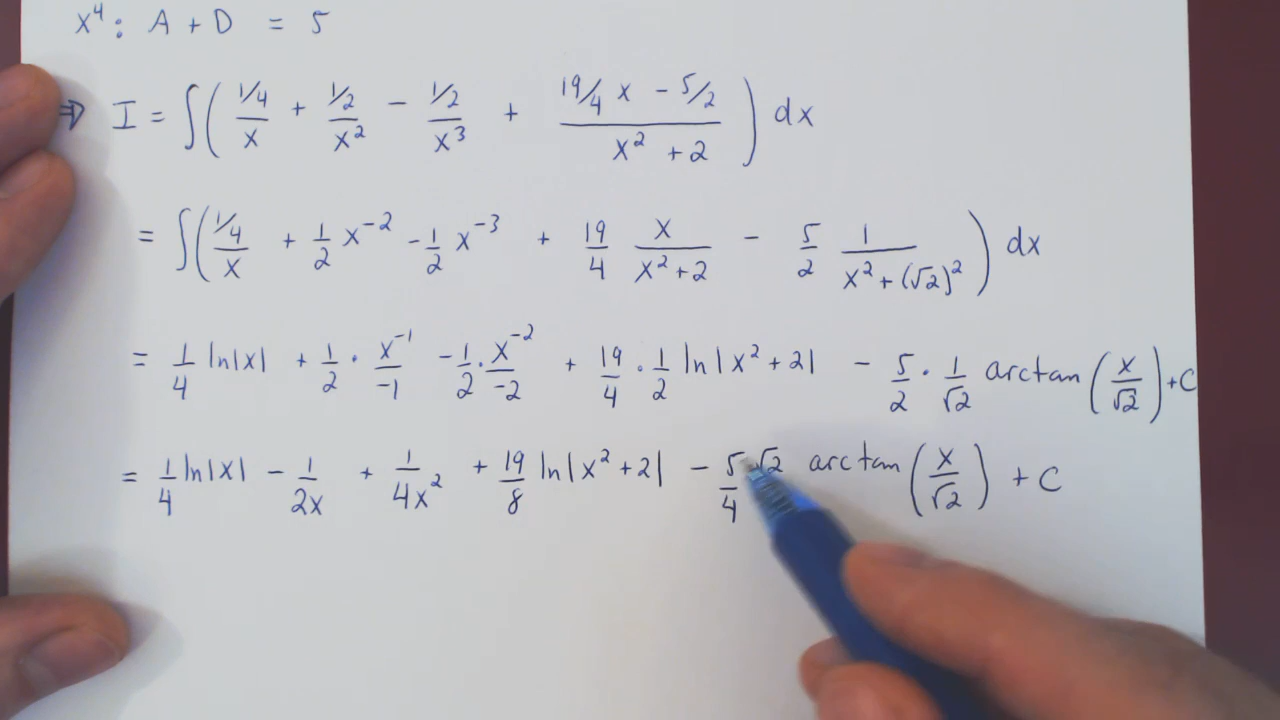 x⁴: A + D = 5
⇒ I = ∫( (1/4)/x + (1/2)/x² − (1/2)/x³ + (19/4 x − 5/2)/(x² + 2) ) dx
= ∫( (1/4)/x + 1/2 x⁻² − 1/2 x⁻³ + 19/4 x/(x²+2) − 5/2 1/(x² + (√2)²) ) dx
= 1/4 ln|x| + 1/2 · x⁻¹/−1 − 1/2 · x⁻²/−2 + 19/4 · 1/2 ln|x² + 2| − 5/2 · 1/√2 arctan(x/√2) + C
= 1/4 ln|x| − 1/2x + 1/4x² + 19/8 ln|x² + 2| − 5/4 √2 arctan(x/√2) + C